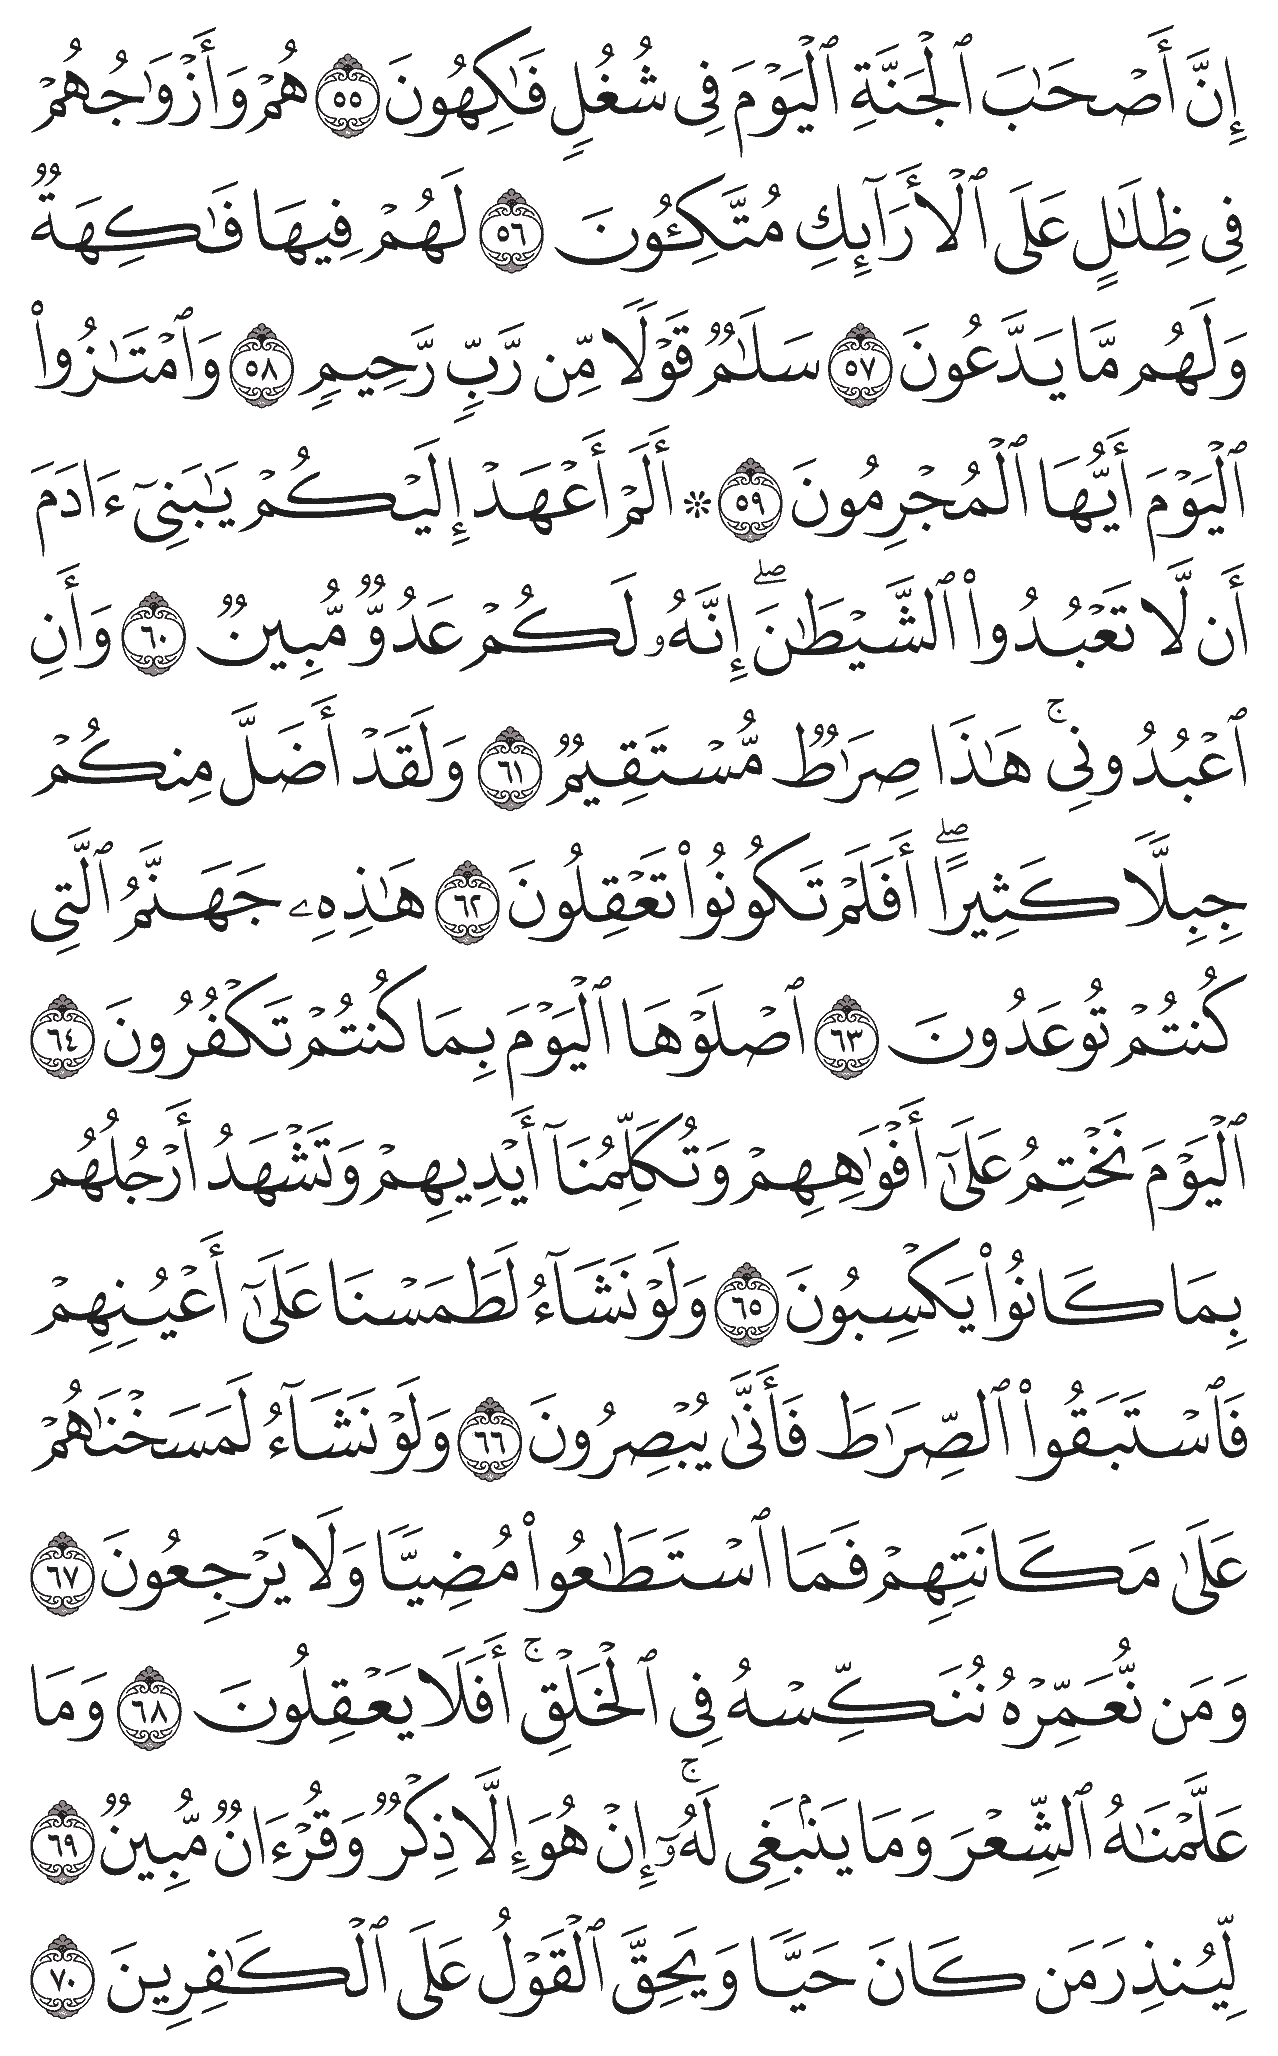 إِنَّ أَصْحَٰبَ ٱلْجَنَّةِ ٱلْيَوْمَ فِى شُغُلٍ فَٰكِهُونَ ٥٥ هُمْ وَأَزْوَٰجُهُمْ
فِى ظِلَٰلٍ عَلَى ٱلْأَرَآئِكِ مُتَّكِـُٔونَ ٥٦ لَهُمْ فِيهَا فَٰكِهَةٌ
وَلَهُم مَّا يَدَّعُونَ ٥٧ سَلَٰمٌ قَوْلًا مِّن رَّبٍّ رَّحِيمٍ ٥٨ وَٱمْتَٰزُوا۟
ٱلْيَوْمَ أَيُّهَا ٱلْمُجْرِمُونَ ٥٩ ۞ أَلَمْ أَعْهَدْ إِلَيْكُمْ يَٰبَنِىٓ ءَادَمَ
أَن لَّا تَعْبُدُوا۟ ٱلشَّيْطَٰنَ ۖ إِنَّهُۥ لَكُمْ عَدُوٌّ مُّبِينٌ ٦٠ وَأَنِ
ٱعْبُدُونِى ۚ هَٰذَا صِرَٰطٌ مُّسْتَقِيمٌ ٦١ وَلَقَدْ أَضَلَّ مِنكُمْ
جِبِلًّا كَثِيرًا ۖ أَفَلَمْ تَكُونُوا۟ تَعْقِلُونَ ٦٢ هَٰذِهِۦ جَهَنَّمُ ٱلَّتِى
كُنتُمْ تُوعَدُونَ ٦٣ ٱصْلَوْهَا ٱلْيَوْمَ بِمَا كُنتُمْ تَكْفُرُونَ ٦٤
ٱلْيَوْمَ نَخْتِمُ عَلَىٰٓ أَفْوَٰهِهِمْ وَتُكَلِّمُنَآ أَيْدِيهِمْ وَتَشْهَدُ أَرْجُلُهُم
بِمَا كَانُوا۟ يَكْسِبُونَ ٦٥ وَلَوْ نَشَآءُ لَطَمَسْنَا عَلَىٰٓ أَعْيُنِهِمْ
فَٱسْتَبَقُوا۟ ٱلصِّرَٰطَ فَأَنَّىٰ يُبْصِرُونَ ٦٦ وَلَوْ نَشَآءُ لَمَسَخْنَٰهُمْ
عَلَىٰ مَكَانَتِهِمْ فَمَا ٱسْتَطَٰعُوا۟ مُضِيًّا وَلَا يَرْجِعُونَ ٦٧
وَمَن نُّعَمِّرْهُ نُنَكِّسْهُ فِى ٱلْخَلْقِ ۚ أَفَلَا يَعْقِلُونَ ٦٨ وَمَا
عَلَّمْنَٰهُ ٱلشِّعْرَ وَمَا يَنۢبَغِى لَهُۥٓ ۚ إِنْ هُوَ إِلَّا ذِكْرٌ وَقُرْءَانٌ مُّبِينٌ ٦٩
لِّيُنذِرَ مَن كَانَ حَيًّا وَيَحِقَّ ٱلْقَوْلُ عَلَى ٱلْكَٰفِرِينَ ٧٠